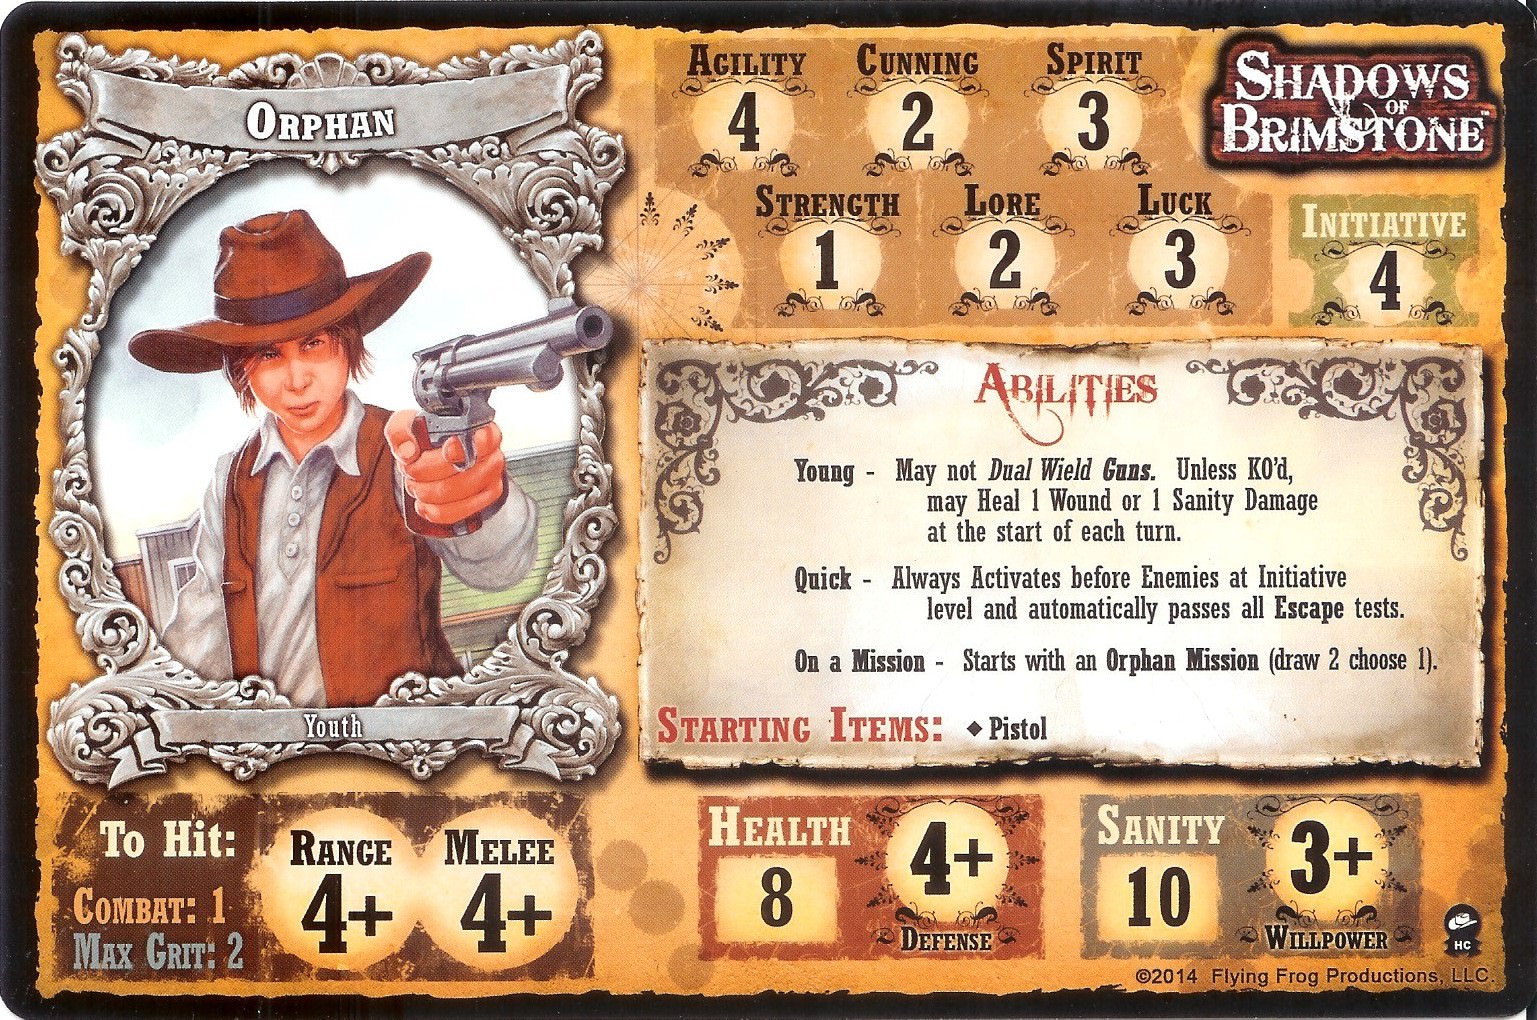 Orphan
Youth
Agility
4
Cunning
2
Spirit
3
Shadows
of
Brimstone™
Strength
1
Lore
2
Luck
3
Initiative
4
Abilities
Young - May not Dual Wield Guns. Unless KO'd,
may Heal 1 Wound or 1 Sanity Damage
at the start of each turn.
Quick - Always Activates before Enemies at Initiative
level and automatically passes all Escape tests.
On a Mission - Starts with an Orphan Mission (draw 2 choose 1).
Starting Items: ◆ Pistol
To Hit:
Range
4+
Melee
4+
Combat: 1
Max Grit: 2
Health
8
4+
Defense
Sanity
10
3+
Willpower
HC
©2014 Flying Frog Productions, LLC.